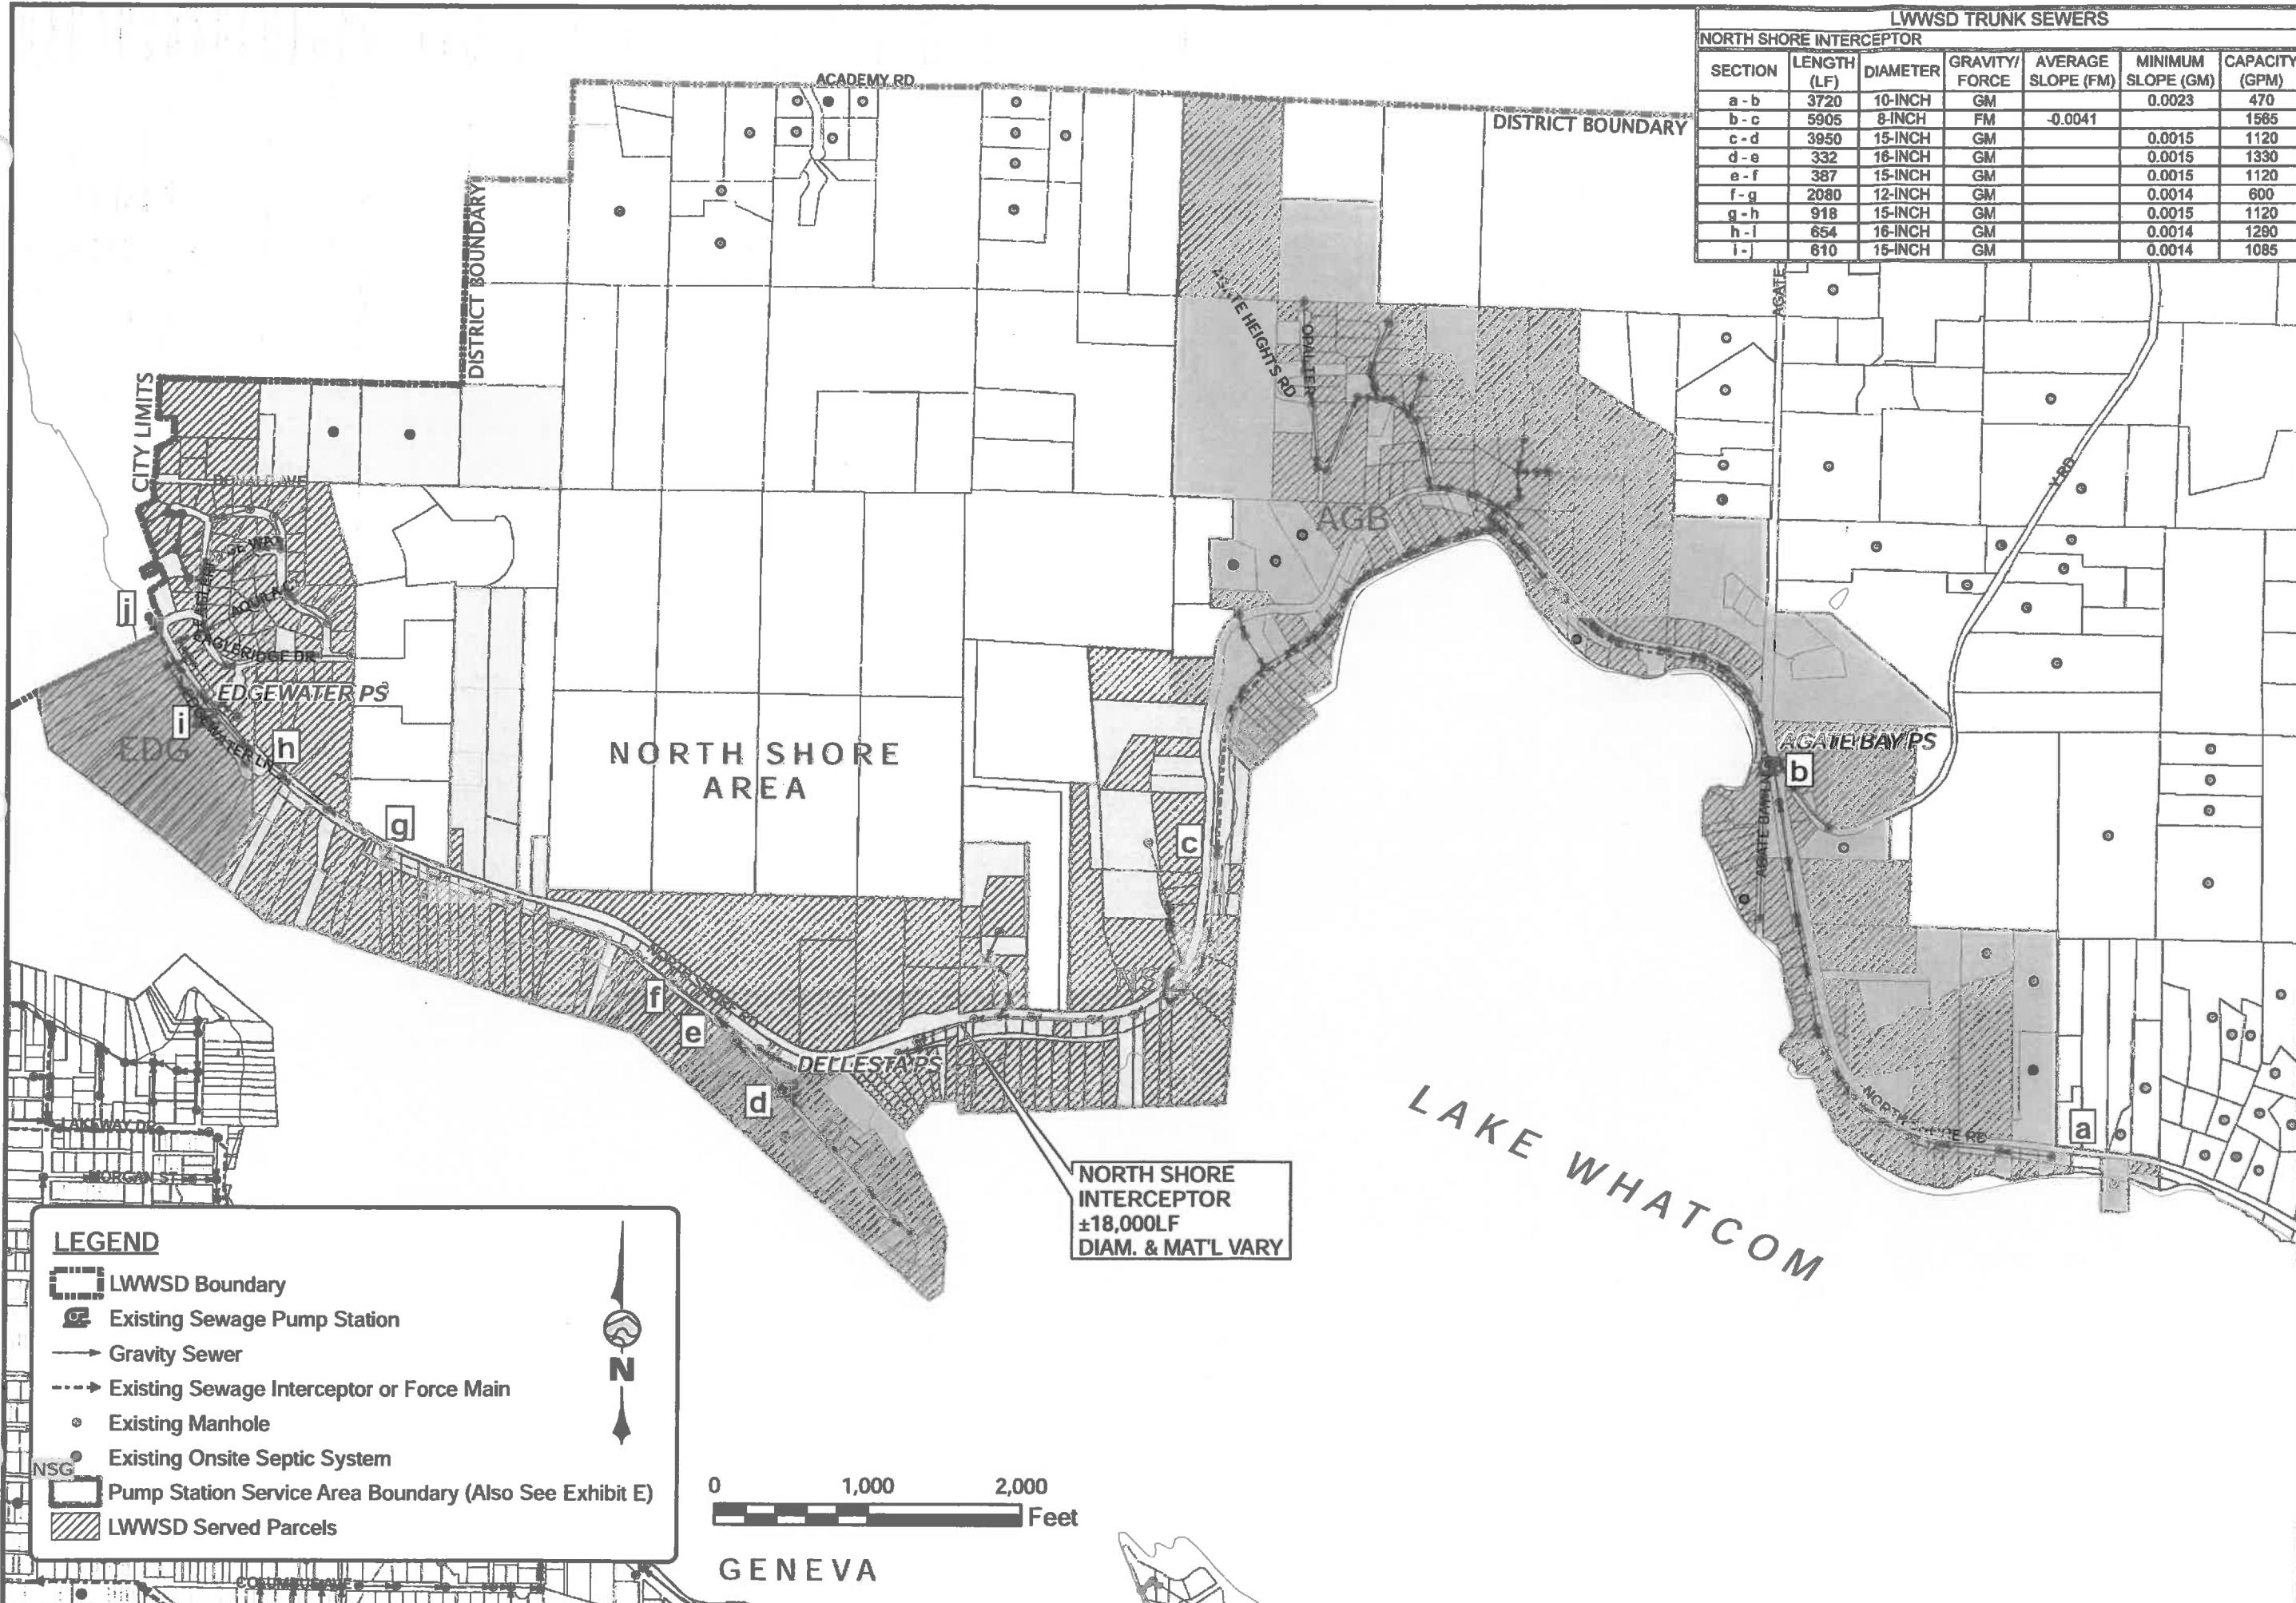 LWWSD TRUNK SEWERS
NORTH SHORE INTERCEPTOR
SECTION LENGTH (LF) DIAMETER GRAVITY/ FORCE AVERAGE SLOPE (FM) MINIMUM SLOPE (GM) CAPACITY (GPM)
a - b 3720 10-INCH GM 0.0023 470
b - c 5905 8-INCH FM -0.0041 1565
c - d 3950 15-INCH GM 0.0015 1120
d - e 332 16-INCH GM 0.0015 1330
e - f 387 15-INCH GM 0.0015 1120
f - g 2080 12-INCH GM 0.0014 600
g - h 918 15-INCH GM 0.0015 1120
h - i 654 16-INCH GM 0.0014 1290
i - j 610 15-INCH GM 0.0014 1085
ACADEMY RD
DISTRICT BOUNDARY
DISTRICT BOUNDARY
AGATE
HEIGHTS RD
CITY LIMITS
Y RD
AGB
AQUILA
EAGLERIDGE DR
j
EDGEWATER PS
i
EDG
EDGEWATER LN
h
NORTH SHORE
AREA
AGATE BAY PS
b
AGATE BAY LN
g
c
f
e
DELLESTA PS
d
a
LAKEWAY DR
MORGAN ST
NORTH SHORE
INTERCEPTOR
±18,000LF
DIAM. & MAT'L VARY
LAKE WHATCOM
LEGEND
LWWSD Boundary
Existing Sewage Pump Station
Gravity Sewer
Existing Sewage Interceptor or Force Main
Existing Manhole
Existing Onsite Septic System
NSG
Pump Station Service Area Boundary (Also See Exhibit E)
LWWSD Served Parcels
N
0 1,000 2,000
Feet
GENEVA
COLUMBUS AVE